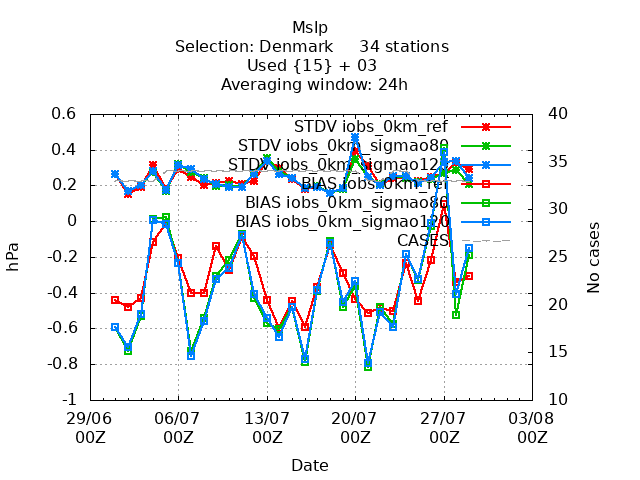 Mslp
Selection: Denmark 34 stations
Used {15} + 03
Averaging window: 24h
0.6
0.4
0.2
0
-0.2
-0.4
-0.6
-0.8
-1
hPa
40
35
30
25
20
15
10
No cases
STDV iobs_0km_ref
STDV iobs_0km_sigmao80
STDV iobs_0km_sigmao120
BIAS iobs_0km_ref
BIAS iobs_0km_sigmao80
BIAS iobs_0km_sigmao120
CASES
29/06 06/07 13/07 20/07 27/07 03/08
00Z 00Z 00Z 00Z 00Z 00Z
Date